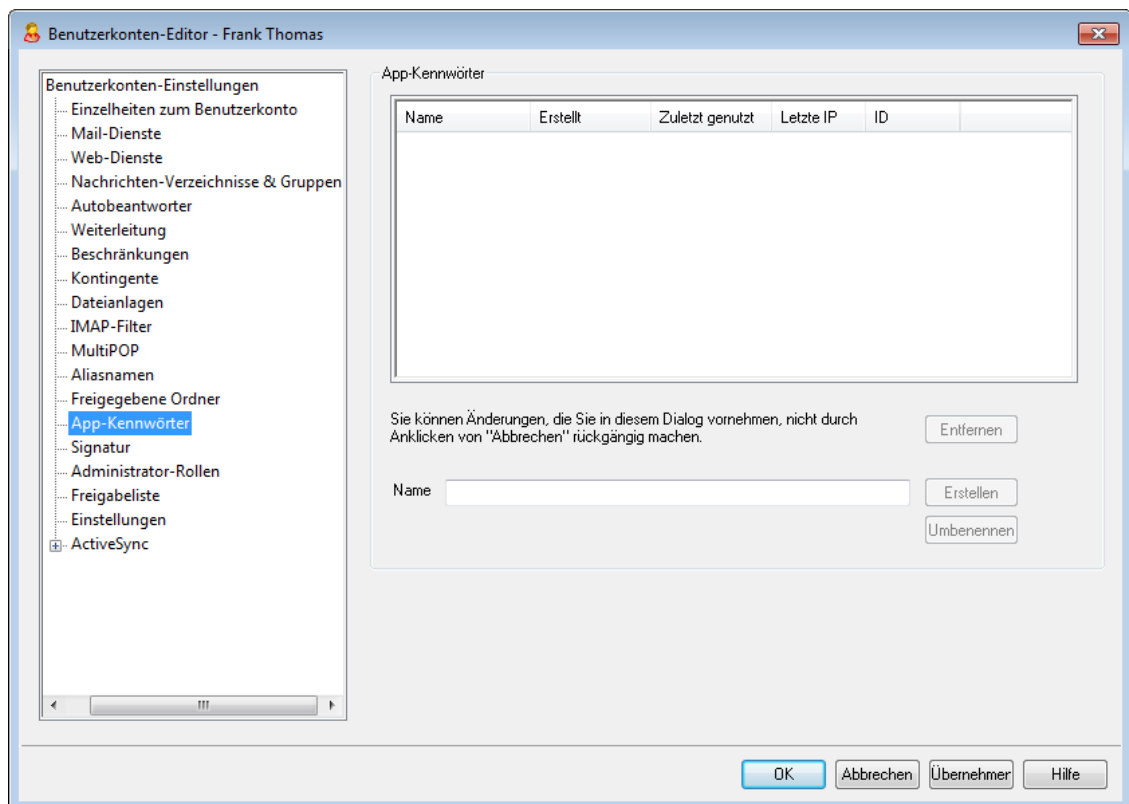 Benutzerkonten-Editor - Frank Thomas
Benutzerkonten-Einstellungen
Einzelheiten zum Benutzerkonto
Mail-Dienste
Web-Dienste
Nachrichten-Verzeichnisse & Gruppen
Autobeantworter
Weiterleitung
Beschränkungen
Kontingente
Dateianlagen
IMAP-Filter
MultiPOP
Aliasnamen
Freigegebene Ordner
App-Kennwörter
Signatur
Administrator-Rollen
Freigabeliste
Einstellungen
ActiveSync
App-Kennwörter
Name Erstellt Zuletzt genutzt Letzte IP ID
Sie können Änderungen, die Sie in diesem Dialog vornehmen, nicht durch
Anklicken von "Abbrechen" rückgängig machen.
Entfernen
Name
Erstellen
Umbenennen
OK Abbrechen Übernehmer Hilfe